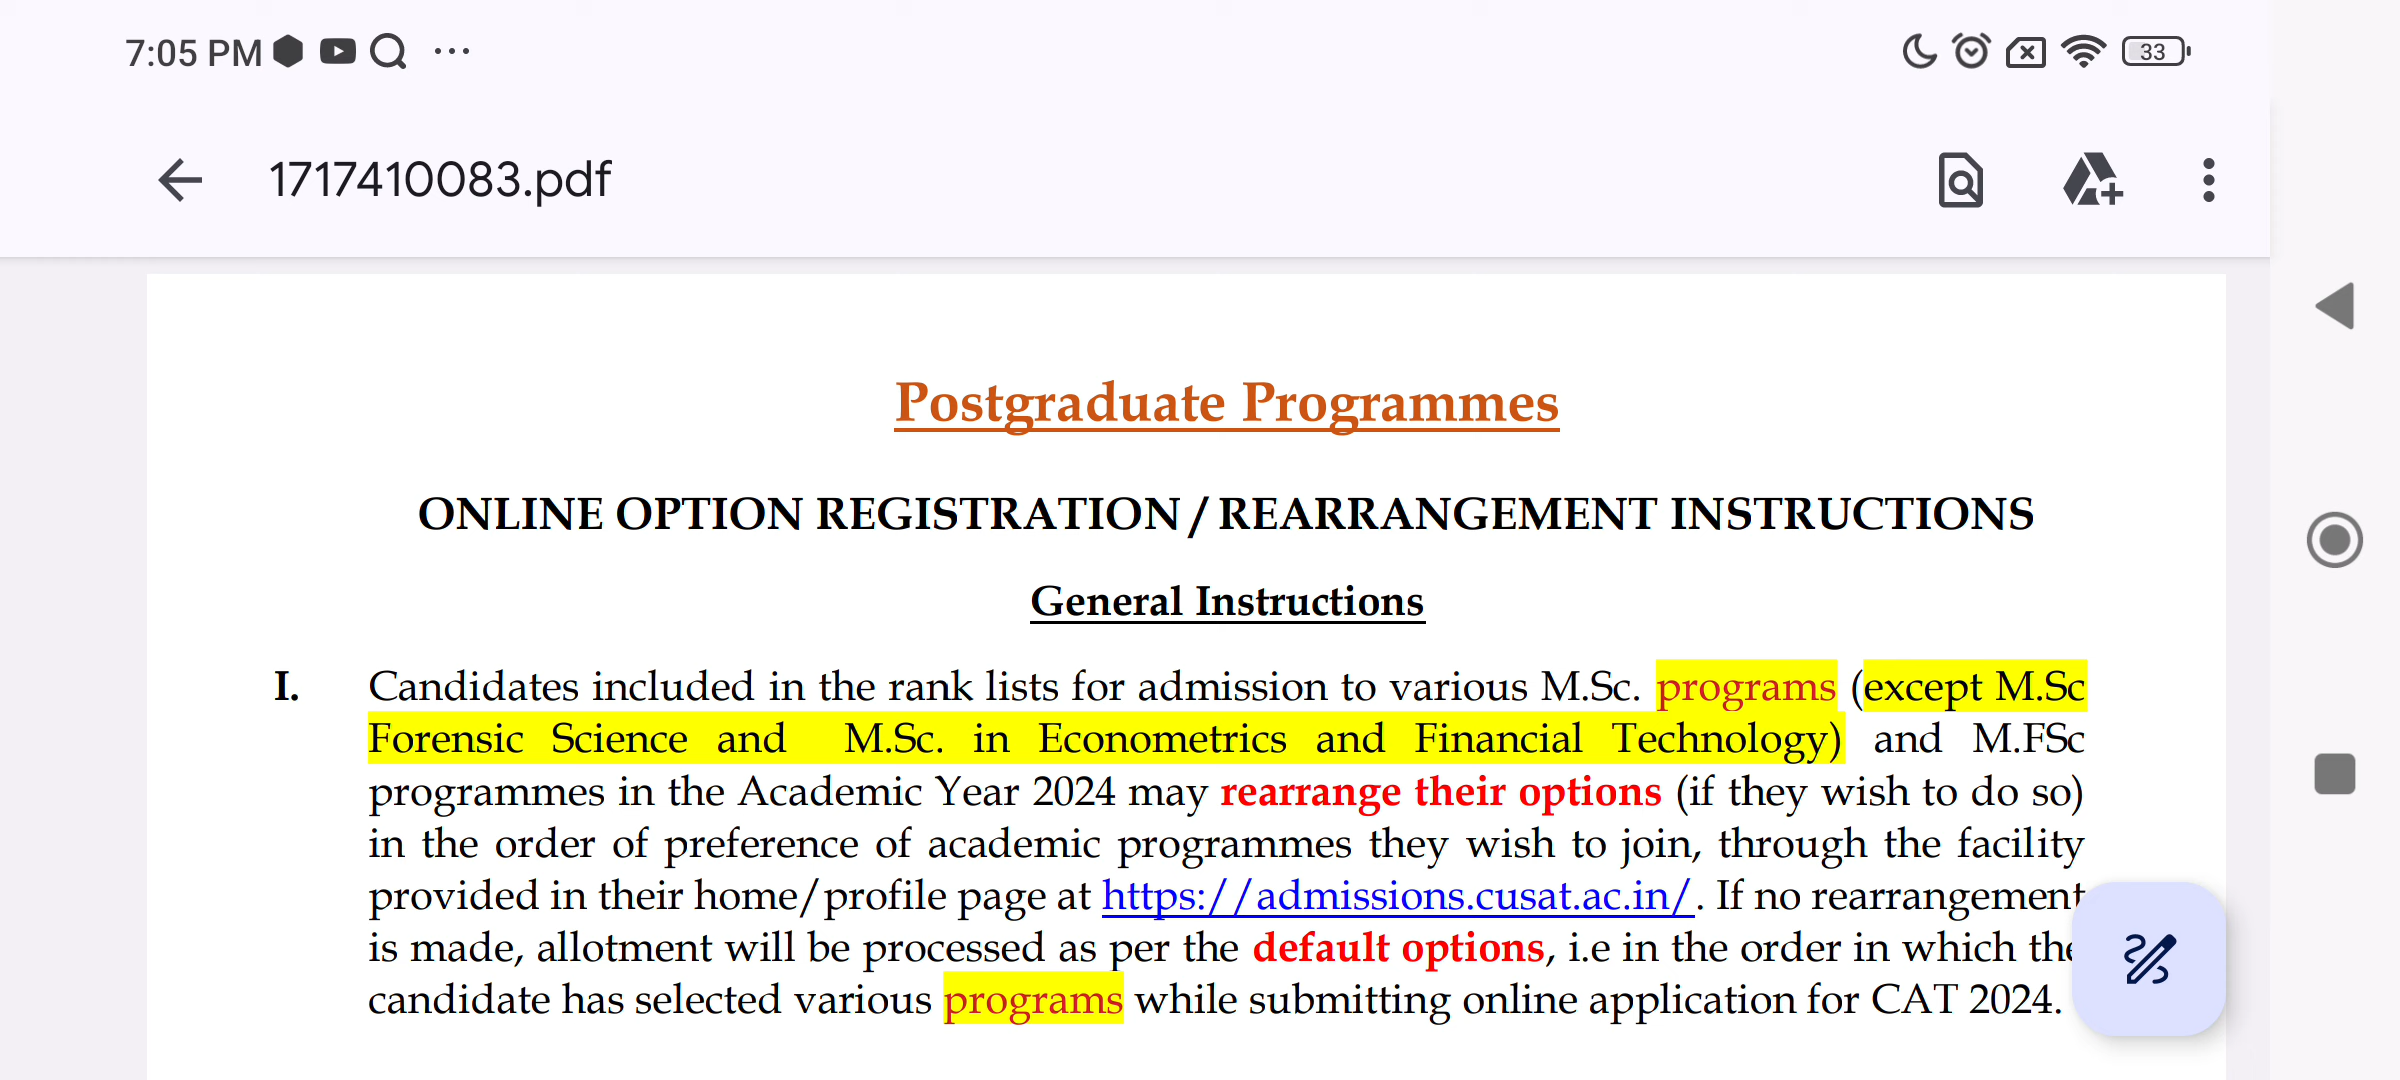 7:05 PM
33
1717410083.pdf
Postgraduate Programmes
ONLINE OPTION REGISTRATION / REARRANGEMENT INSTRUCTIONS
General Instructions
I. Candidates included in the rank lists for admission to various M.Sc. programs (except M.Sc
Forensic Science and M.Sc. in Econometrics and Financial Technology) and M.FSc
programmes in the Academic Year 2024 may rearrange their options (if they wish to do so)
in the order of preference of academic programmes they wish to join, through the facility
provided in their home/profile page at https://admissions.cusat.ac.in/. If no rearrangement
is made, allotment will be processed as per the default options, i.e in the order in which the
candidate has selected various programs while submitting online application for CAT 2024.